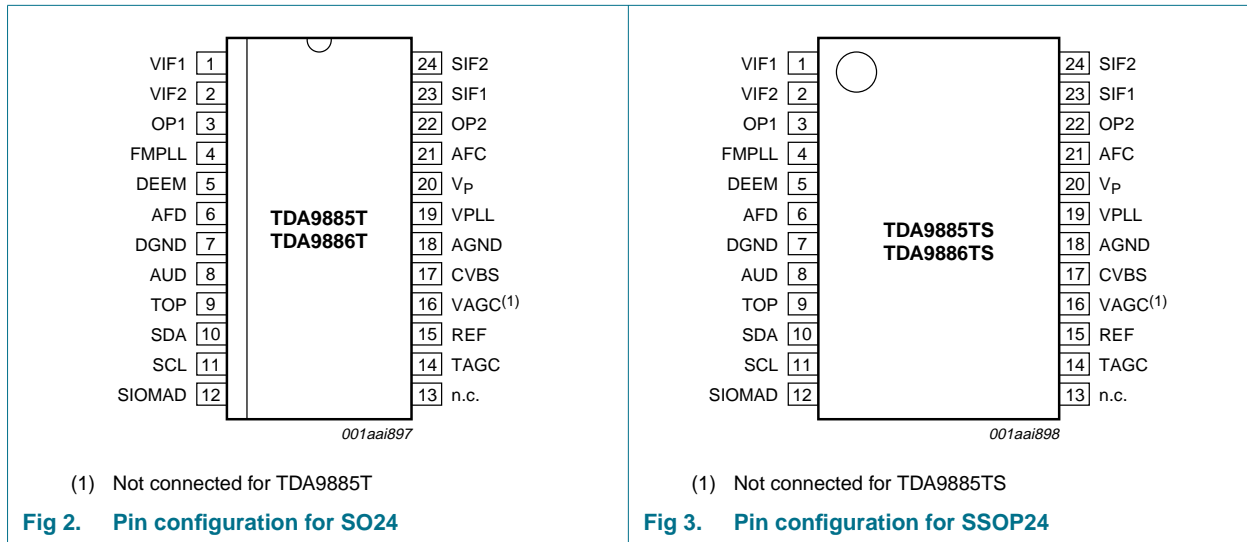 VIF1 1
VIF2 2
OP1 3
FMPLL 4
DEEM 5
AFD 6
DGND 7
AUD 8
TOP 9
SDA 10
SCL 11
SIOMAD 12
TDA9885T
TDA9886T
24 SIF2
23 SIF1
22 OP2
21 AFC
20 VP
19 VPLL
18 AGND
17 CVBS
16 VAGC(1)
15 REF
14 TAGC
13 n.c.
001aai897
(1) Not connected for TDA9885T
Fig 2. Pin configuration for SO24
VIF1 1
VIF2 2
OP1 3
FMPLL 4
DEEM 5
AFD 6
DGND 7
AUD 8
TOP 9
SDA 10
SCL 11
SIOMAD 12
TDA9885TS
TDA9886TS
24 SIF2
23 SIF1
22 OP2
21 AFC
20 VP
19 VPLL
18 AGND
17 CVBS
16 VAGC(1)
15 REF
14 TAGC
13 n.c.
001aai898
(1) Not connected for TDA9885TS
Fig 3. Pin configuration for SSOP24